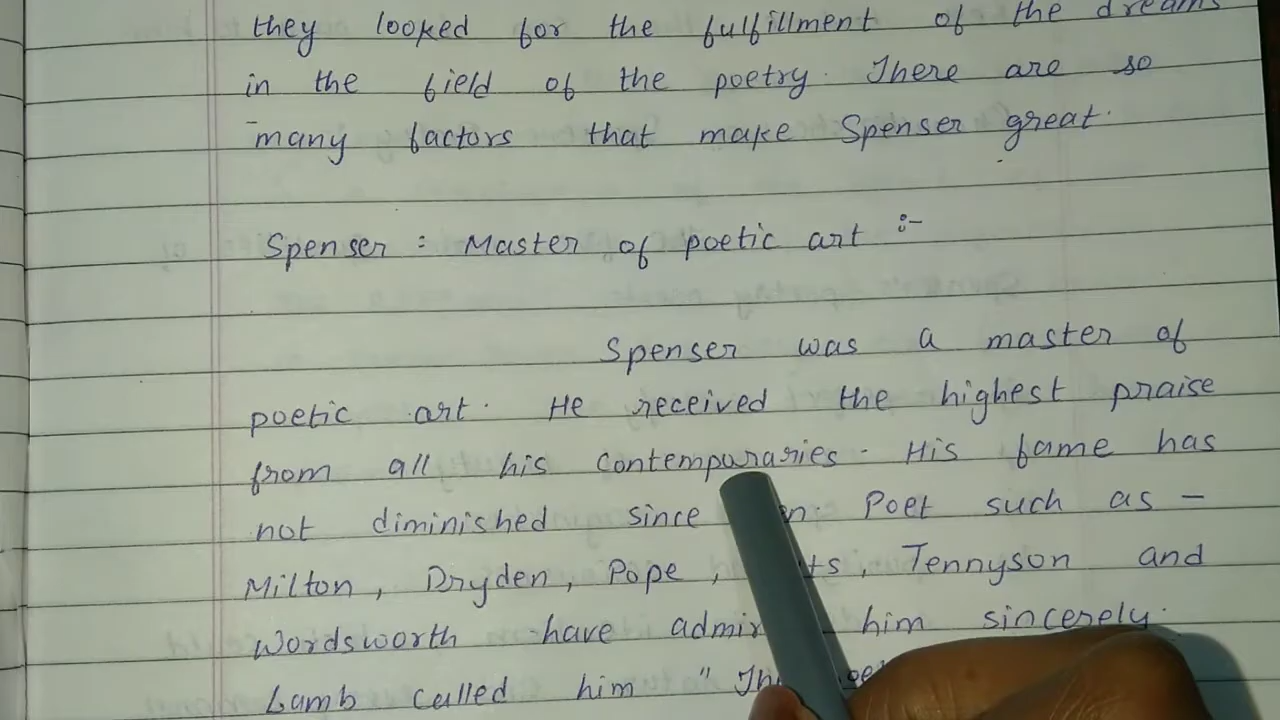 they looked for the fulfillment of the dreams
in the field of the poetry. There are so
many factors that make Spenser great.
Spenser : Master of poetic art :-
Spenser was a master of
poetic art. He received the highest praise
from all his contemparies. His fame has
not diminished since Poet such as -
Milton, Dryden, Pope, , Tennyson and
Wordsworth have him sincerely.
Lamb called him "